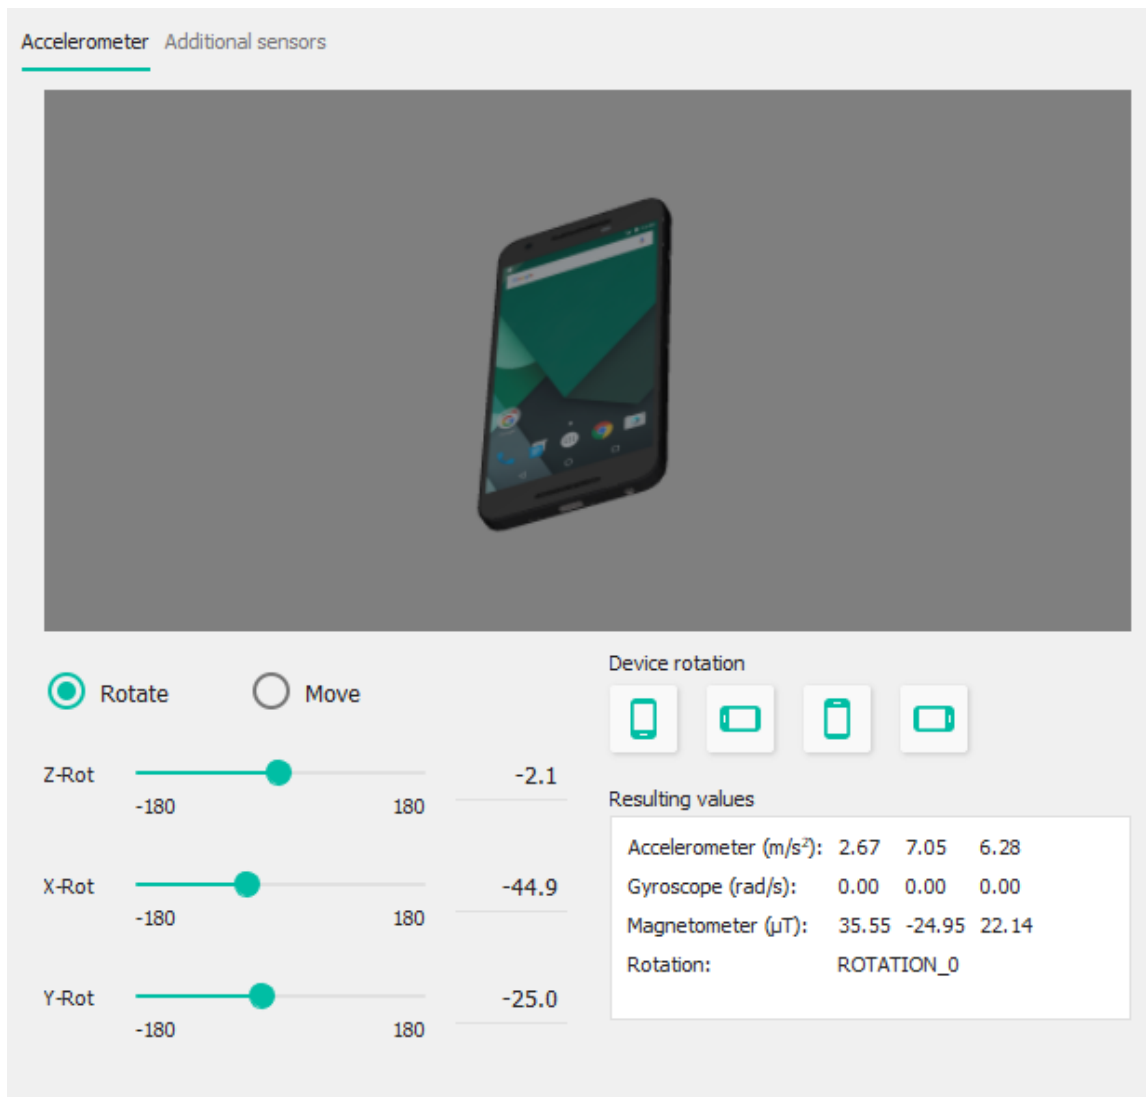 Accelerometer Additional sensors
Rotate Move
Z-Rot -2.1
-180 180
X-Rot -44.9
-180 180
Y-Rot -25.0
-180 180
Device rotation
Resulting values
Accelerometer (m/s²): 2.67 7.05 6.28
Gyroscope (rad/s): 0.00 0.00 0.00
Magnetometer (μT): 35.55 -24.95 22.14
Rotation: ROTATION_0